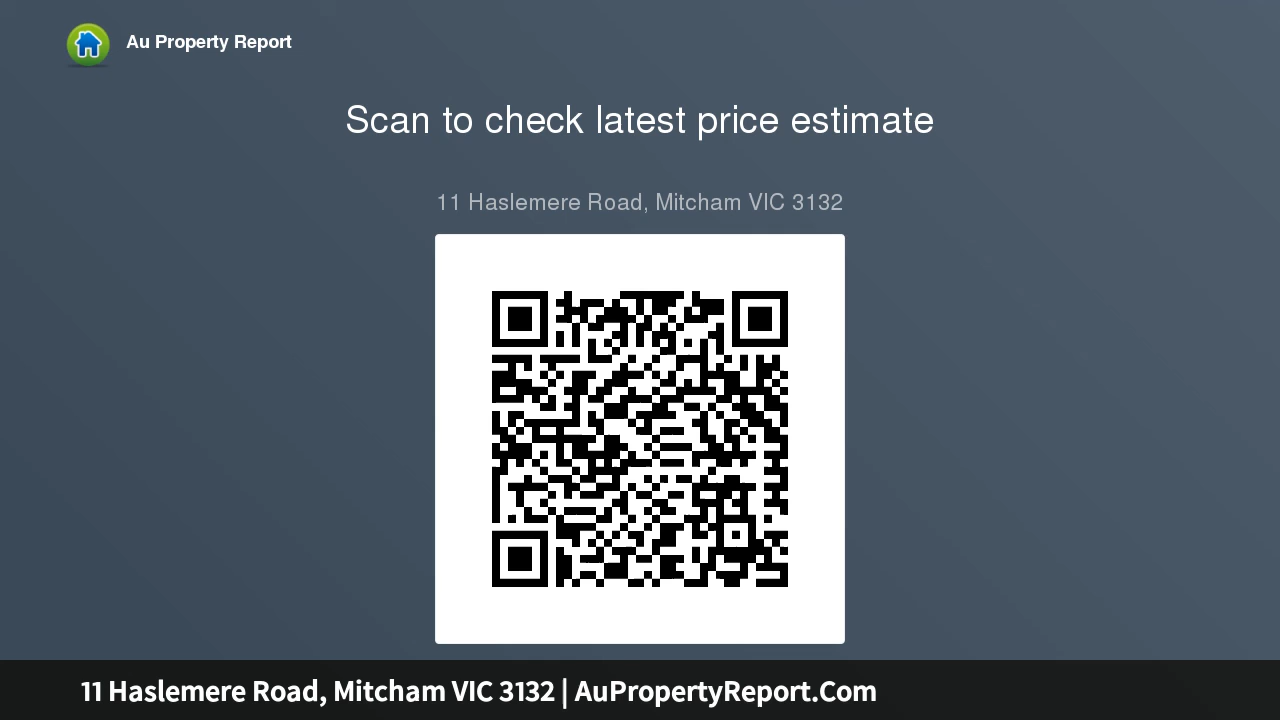 Au Property Report
Scan to check latest price estimate
11 Haslemere Road, Mitcham VIC 3132
11 Haslemere Road, Mitcham VIC 3132 | AuPropertyReport.Com